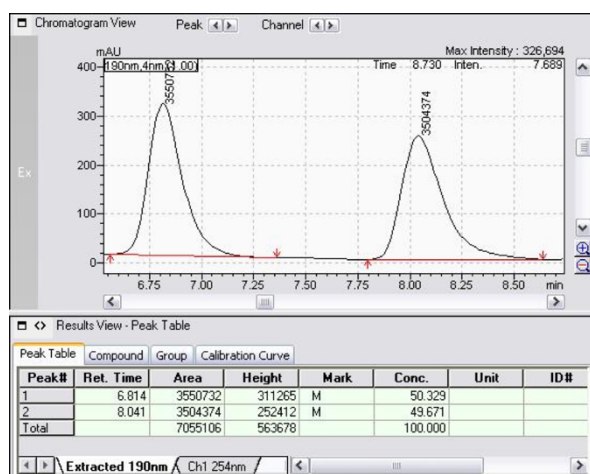 Chromatogram View Peak Channel
mAU
Max Intensity : 326,694
190nm,4nm(1.00)
Time 8.730 Inten. 7.689
400
300
200
100
0
3550732
3504374
Ex
6.75 7.00 7.25 7.50 7.75 8.00 8.25 8.50 min
Results View - Peak Table
Peak Table Compound Group Calibration Curve
Peak# Ret. Time Area Height Mark Conc. Unit ID#
1 6.814 3550732 311265 M 50.329
2 8.041 3504374 252412 M 49.671
Total 7055106 563678 100.000
Extracted 190nm Ch1 254nm